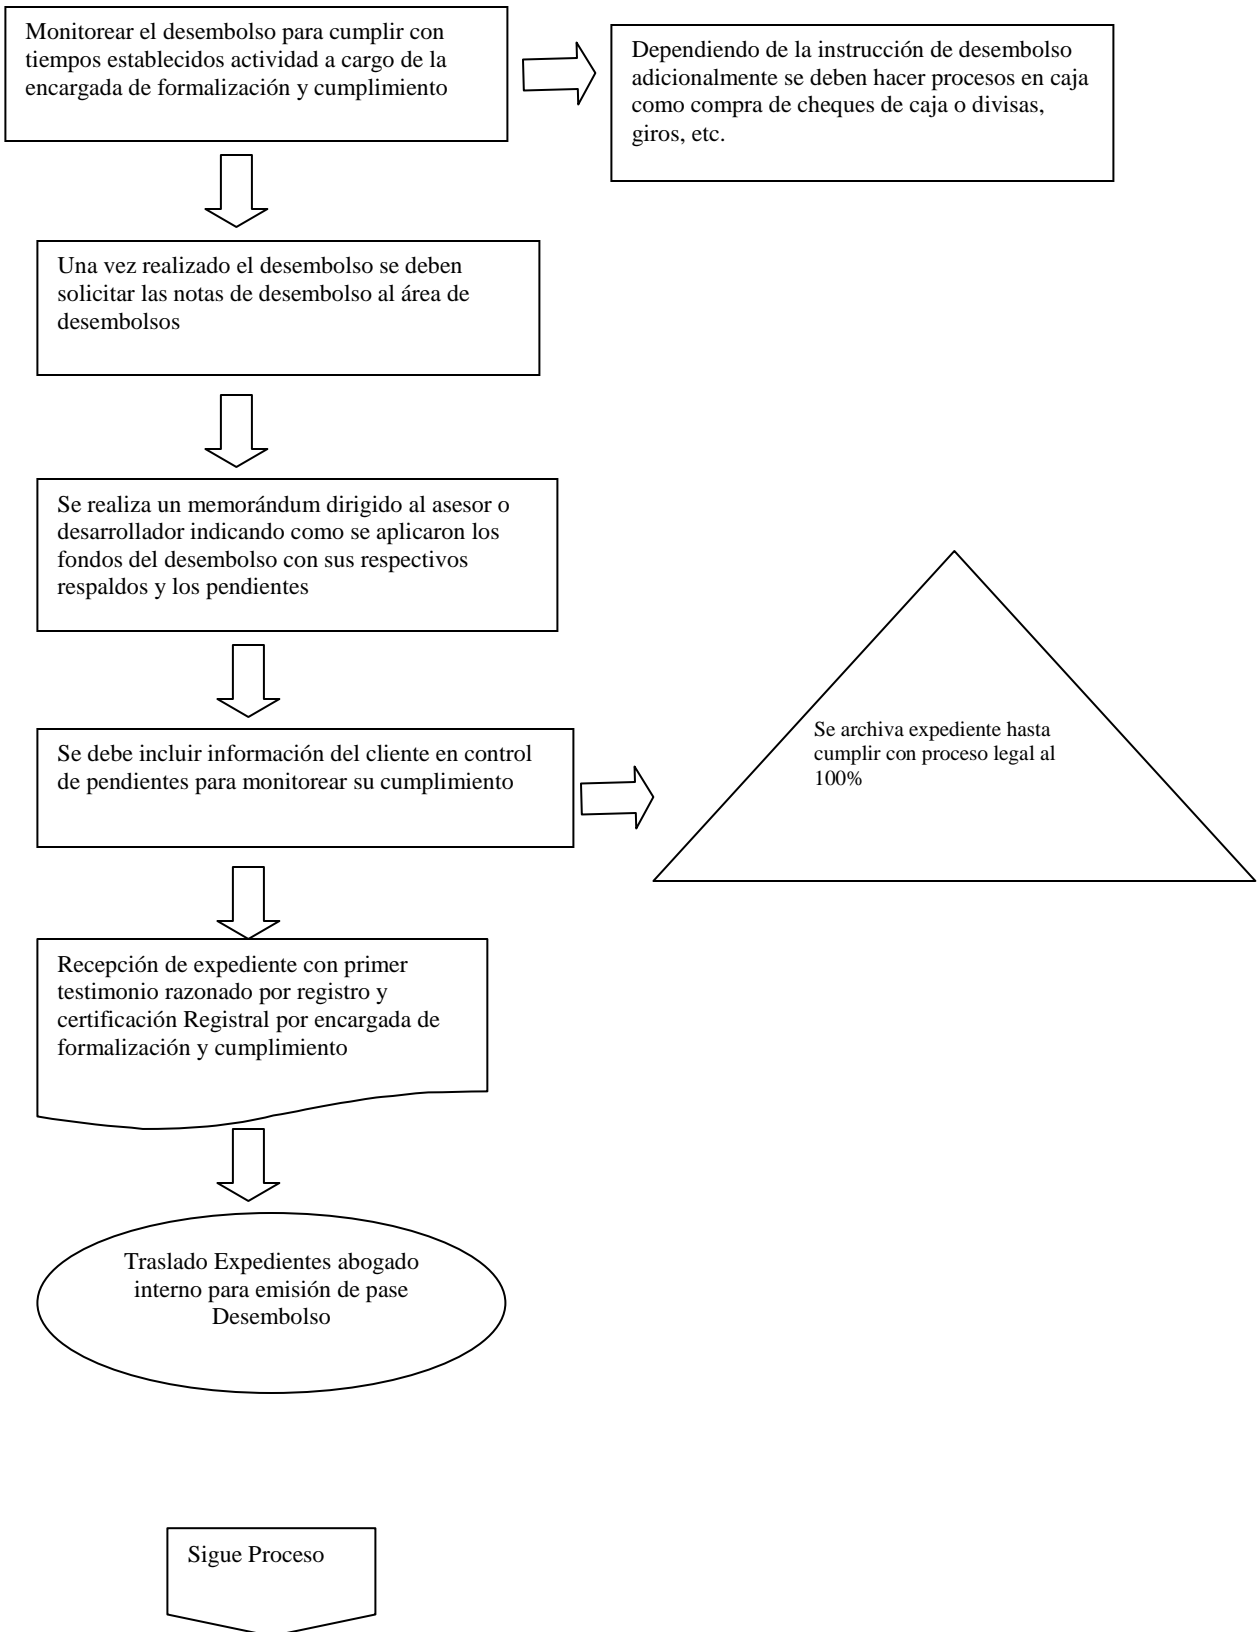 Monitorear el desembolso para cumplir con
tiempos establecidos actividad a cargo de la
encargada de formalización y cumplimiento
Dependiendo de la instrucción de desembolso
adicionalmente se deben hacer procesos en caja
como compra de cheques de caja o divisas,
giros, etc.
Una vez realizado el desembolso se deben
solicitar las notas de desembolso al área de
desembolsos
Se realiza un memorándum dirigido al asesor o
desarrollador indicando como se aplicaron los
fondos del desembolso con sus respectivos
respaldos y los pendientes
Se debe incluir información del cliente en control
de pendientes para monitorear su cumplimiento
Se archiva expediente hasta
cumplir con proceso legal al
100%
Recepción de expediente con primer
testimonio razonado por registro y
certificación Registral por encargada de
formalización y cumplimiento
Traslado Expedientes abogado
interno para emisión de pase
Desembolso
Sigue Proceso